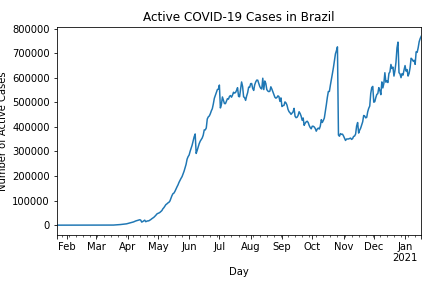 Active COVID-19 Cases in Brazil
Number of Active Cases
800000
700000
600000
500000
400000
300000
200000
100000
0
Feb Mar Apr May Jun Jul Aug Sep Oct Nov Dec Jan
2021
Day